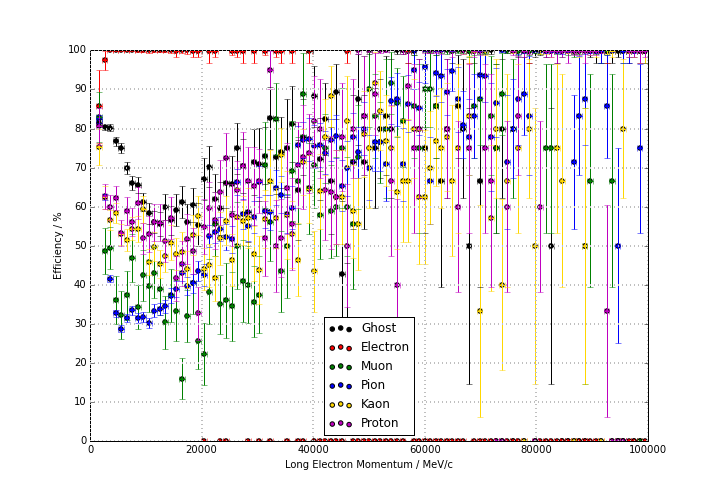 100
90
80
70
60
50
40
30
20
10
0
Efficiency / %
Ghost
Electron
Muon
Pion
Kaon
Proton
0 20000 40000 60000 80000 100000
Long Electron Momentum / MeV/c